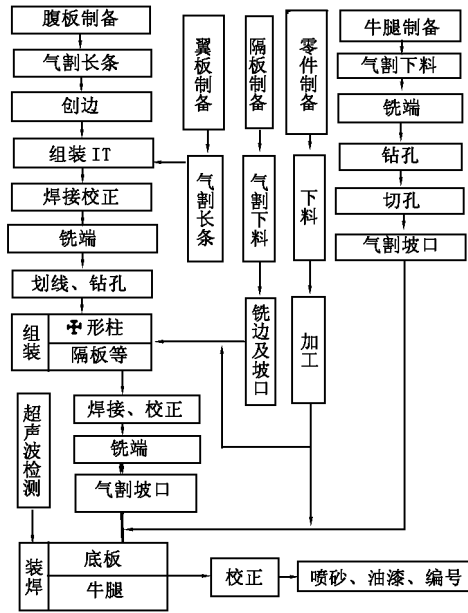 腹板制备
气割长条
创边
组装IT
焊接校正
铣端
划线、钻孔
组装
形柱
隔板等
焊接、校正
铣端
气割坡口
超声波检测
装焊
底板
牛腿
校正
喷砂、油漆、编号
翼板制备
气割长条
隔板制备
气割下料
铣边及坡口
零件制备
下料
加工
牛腿制备
气割下料
铣端
钻孔
切孔
气割坡口